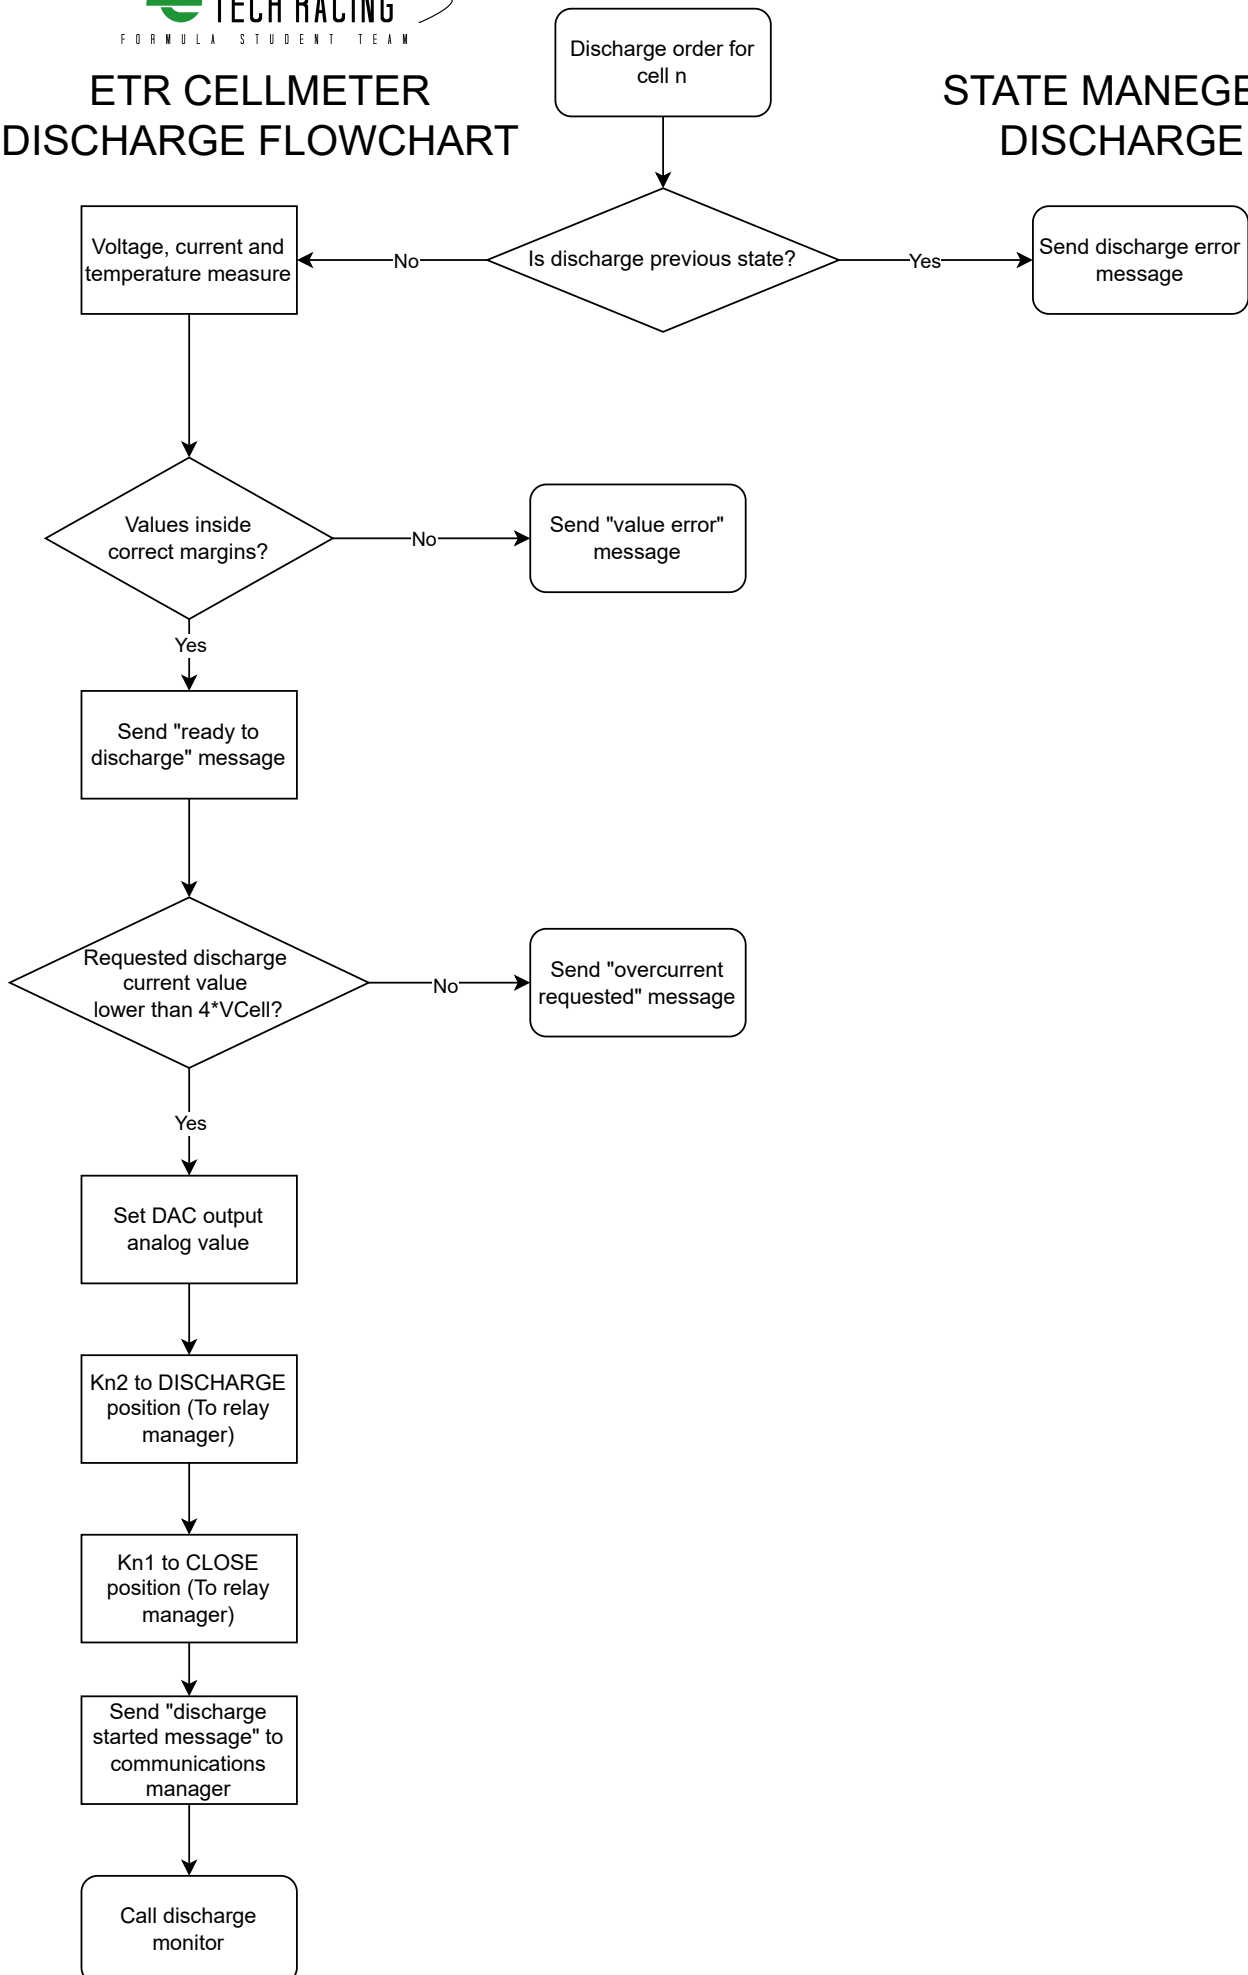 TECH RACING
FORMULA STUDENT TEAM
ETR CELLMETER
DISCHARGE FLOWCHART
STATE
DISCHARGE
Discharge order for
cell n
Is discharge previous state?
No
Yes
Voltage, current and
temperature measure
Send discharge error
message
Values inside
correct margins?
No
Send "value error"
message
Yes
Send "ready to
discharge" message
Requested discharge
current value
lower than 4*VCell?
No
Send "overcurrent
requested" message
Yes
Set DAC output
analog value
Kn2 to DISCHARGE
position (To relay
manager)
Kn1 to CLOSE
position (To relay
manager)
Send "discharge
started message" to
communications
manager
Call discharge
monitor